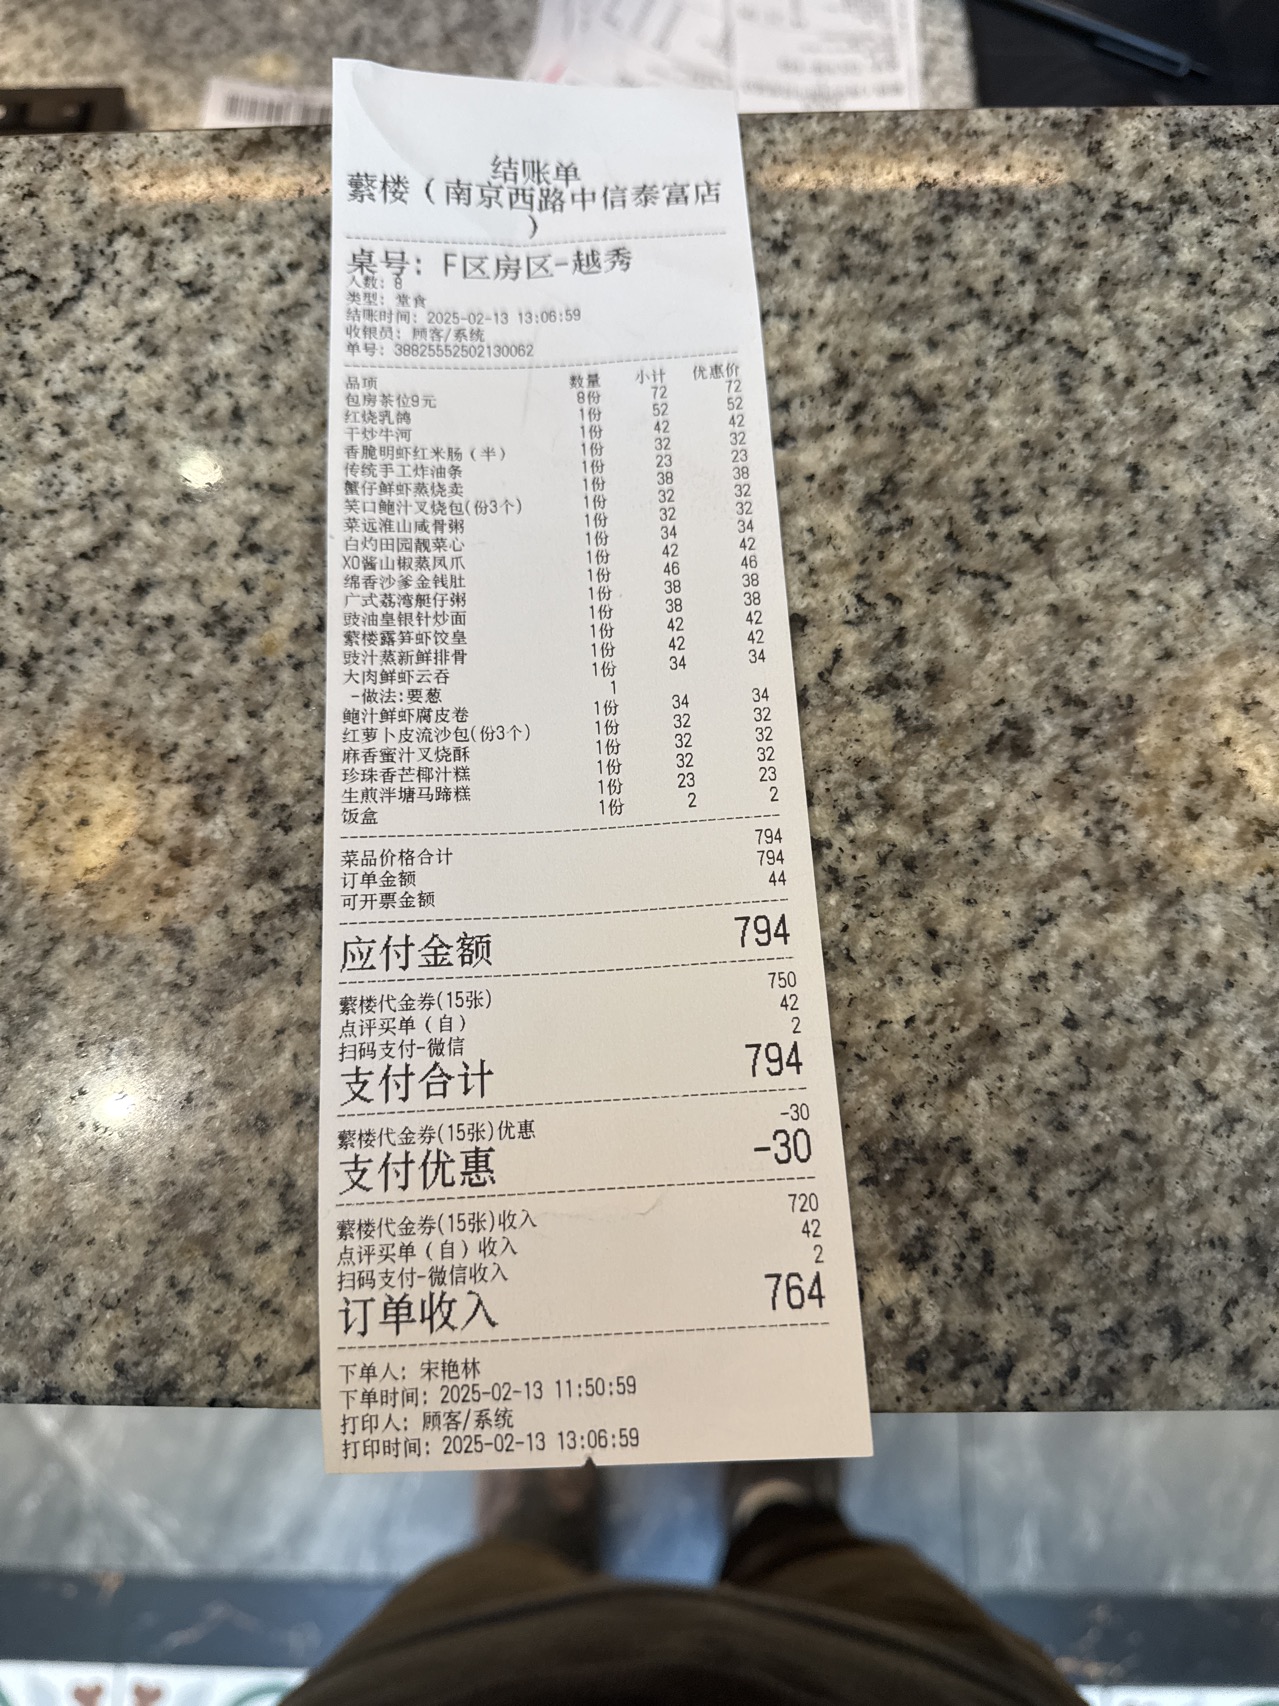 结账单
蘩楼（南京西路中信泰富店
）
桌号: F区房区-越秀
人数: 8
类型: 堂食
结账时间: 2025-02-13 13:06:59
收银员: 顾客/系统
单号: 38825552502130062
品项 数量 小计 优惠价
包房茶位9元 8份 72 72
红烧乳鸽 1份 52 52
干炒牛河 1份 42 42
香脆明虾红米肠（半） 1份 32 32
传统手工炸油条 1份 23 23
蟹仔鲜虾蒸烧卖 1份 38 38
笑口鲍汁叉烧包(份3个) 1份 32 32
菜远淮山咸骨粥 1份 32 32
白灼田园靓菜心 1份 34 34
XO酱山椒蒸凤爪 1份 42 42
绵香沙爹金钱肚 1份 46 46
广式荔湾艇仔粥 1份 38 38
豉油皇银针炒面 1份 38 38
蘩楼露笋虾饺皇 1份 42 42
豉汁蒸新鲜排骨 1份 42 42
大肉鲜虾云吞 1份 34 34
-做法:要葱 1
鲍汁鲜虾腐皮卷 1份 34 34
红萝卜皮流沙包(份3个) 1份 32 32
麻香蜜汁叉烧酥 1份 32 32
珍珠香芒椰汁糕 1份 32 32
生煎泮塘马蹄糕 1份 23 23
饭盒 1份 2 2
菜品价格合计 794
订单金额 794
可开票金额 44
应付金额 794
蘩楼代金券(15张) 750
点评买单（自） 42
扫码支付-微信 2
支付合计 794
蘩楼代金券(15张)优惠 -30
支付优惠 -30
蘩楼代金券(15张)收入 720
点评买单（自）收入 42
扫码支付-微信收入 2
订单收入 764
下单人: 宋艳林
下单时间: 2025-02-13 11:50:59
打印人: 顾客/系统
打印时间: 2025-02-13 13:06:59